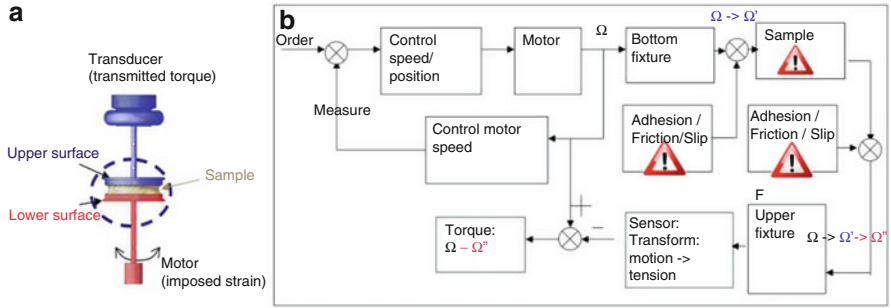 a
Transducer
(transmitted torque)
Upper surface
Sample
Lower surface
Motor
(imposed strain)
b
Order
Control
speed/
position
Motor
Ω
Bottom
fixture
Ω -> Ω'
Sample
Measure
Control motor
speed
Adhesion /
Friction/Slip
Adhesion /
Friction / Slip
+
−
Torque:
Ω – Ω"
Sensor:
Transform:
motion ->
tension
F
Upper
fixture
Ω -> Ω'-> Ω"